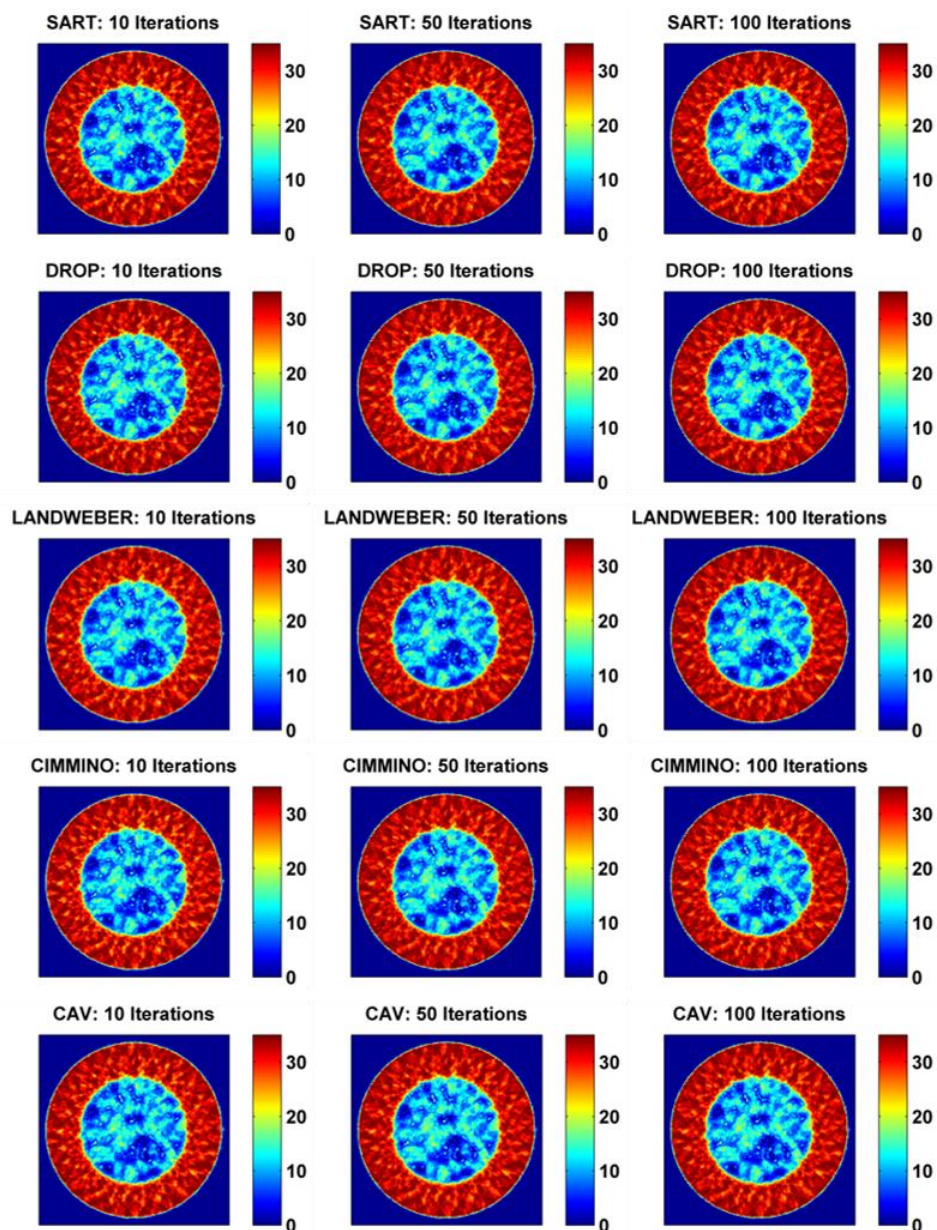 SART: 10 Iterations SART: 50 Iterations SART: 100 Iterations
30 30 30
20 20 20
10 10 10
0 0 0
DROP: 10 Iterations DROP: 50 Iterations DROP: 100 Iterations
30 30 30
20 20 20
10 10 10
0 0 0
LANDWEBER: 10 Iterations LANDWEBER: 50 Iterations LANDWEBER: 100 Iterations
30 30 30
20 20 20
10 10 10
0 0 0
CIMMINO: 10 Iterations CIMMINO: 50 Iterations CIMMINO: 100 Iterations
30 30 30
20 20 20
10 10 10
0 0 0
CAV: 10 Iterations CAV: 50 Iterations CAV: 100 Iterations
30 30 30
20 20 20
10 10 10
0 0 0